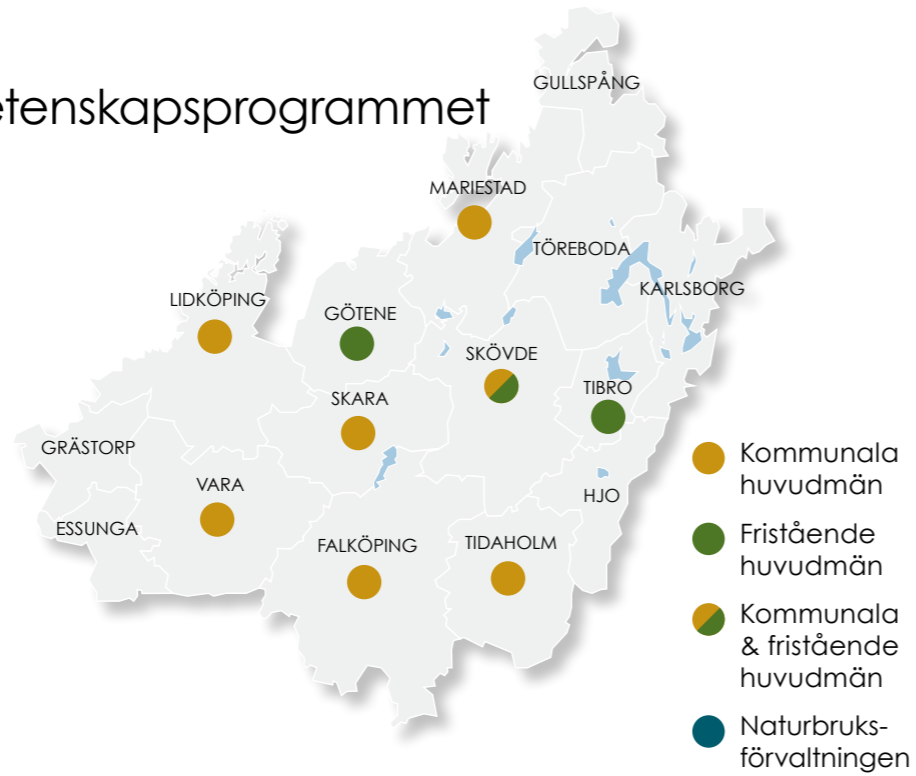 etenskapsprogrammet
GULLSPÅNG
MARIESTAD
TÖREBODA
KARLSBORG
LIDKÖPING
GÖTENE
SKÖVDE
TIBRO
SKARA
GRÄSTORP
VARA
HJO
ESSUNGA
FALKÖPING
TIDAHOLM
Kommunala
huvudmän
Fristående
huvudmän
Kommunala
& fristående
huvudmän
Naturbruks-
förvaltningen